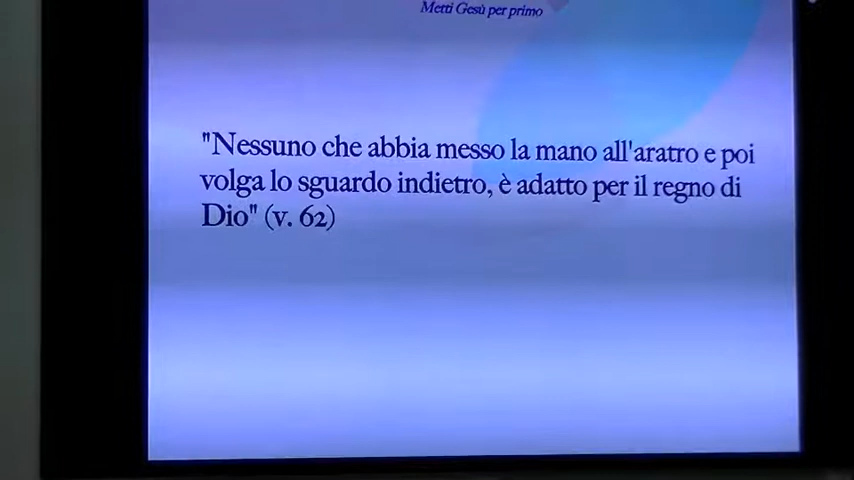 Metti Gesù per primo
"Nessuno che abbia messo la mano all'aratro e poi
volga lo sguardo indietro, è adatto per il regno di
Dio" (v. 62)